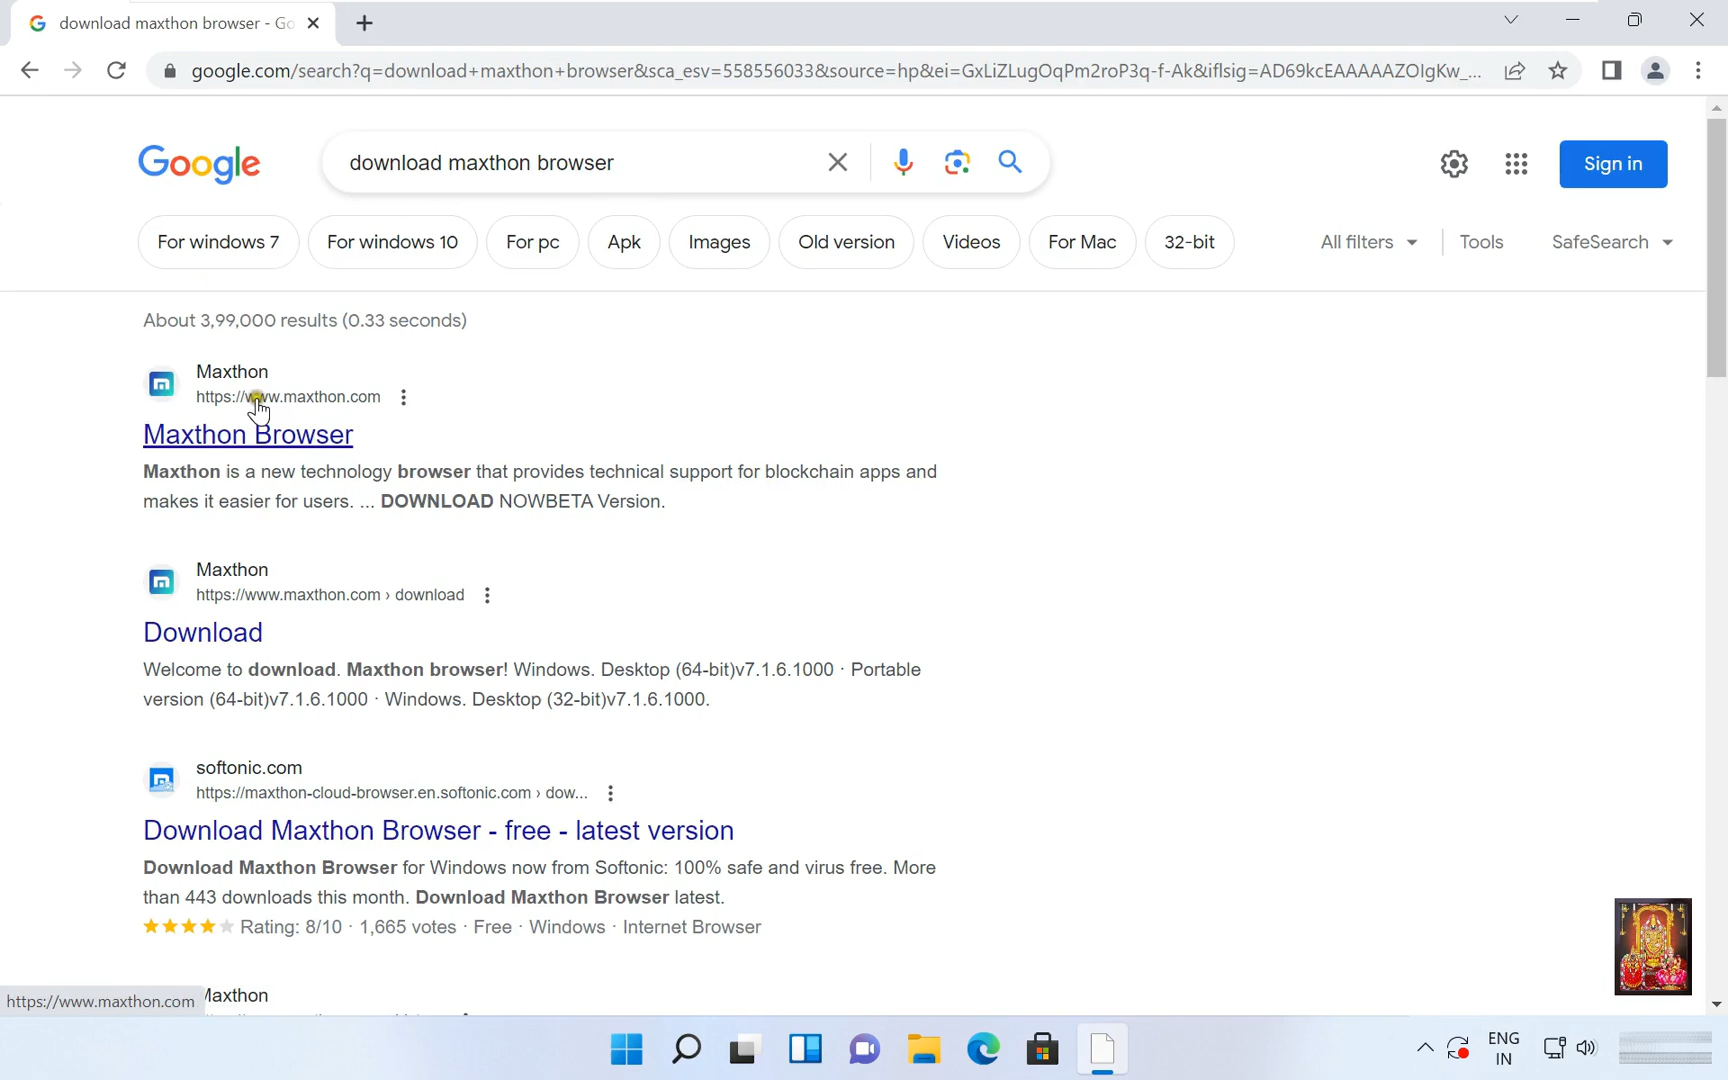 download maxthon browser - Go
google.com/search?q=download+maxthon+browser&sca_esv=558556033&source=hp&ei=GxLiZLugOqPm2roP3q-f-Ak&iflsig=AD69kcEAAAAAZOIgKw_...
Google
download maxthon browser
Sign in
For windows 7
For windows 10
For pc
Apk
Images
Old version
Videos
For Mac
32-bit
All filters
Tools
SafeSearch
About 3,99,000 results (0.33 seconds)
Maxthon
https://www.maxthon.com
Maxthon Browser
Maxthon is a new technology browser that provides technical support for blockchain apps and
makes it easier for users. ... DOWNLOAD NOWBETA Version.
Maxthon
https://www.maxthon.com › download
Download
Welcome to download. Maxthon browser! Windows. Desktop (64-bit)v7.1.6.1000 · Portable
version (64-bit)v7.1.6.1000 · Windows. Desktop (32-bit)v7.1.6.1000.
softonic.com
https://maxthon-cloud-browser.en.softonic.com › dow...
Download Maxthon Browser - free - latest version
Download Maxthon Browser for Windows now from Softonic: 100% safe and virus free. More
than 443 downloads this month. Download Maxthon Browser latest.
Rating: 8/10 · 1,665 votes · Free · Windows · Internet Browser
Maxthon
https://www.maxthon.com
ENG
IN